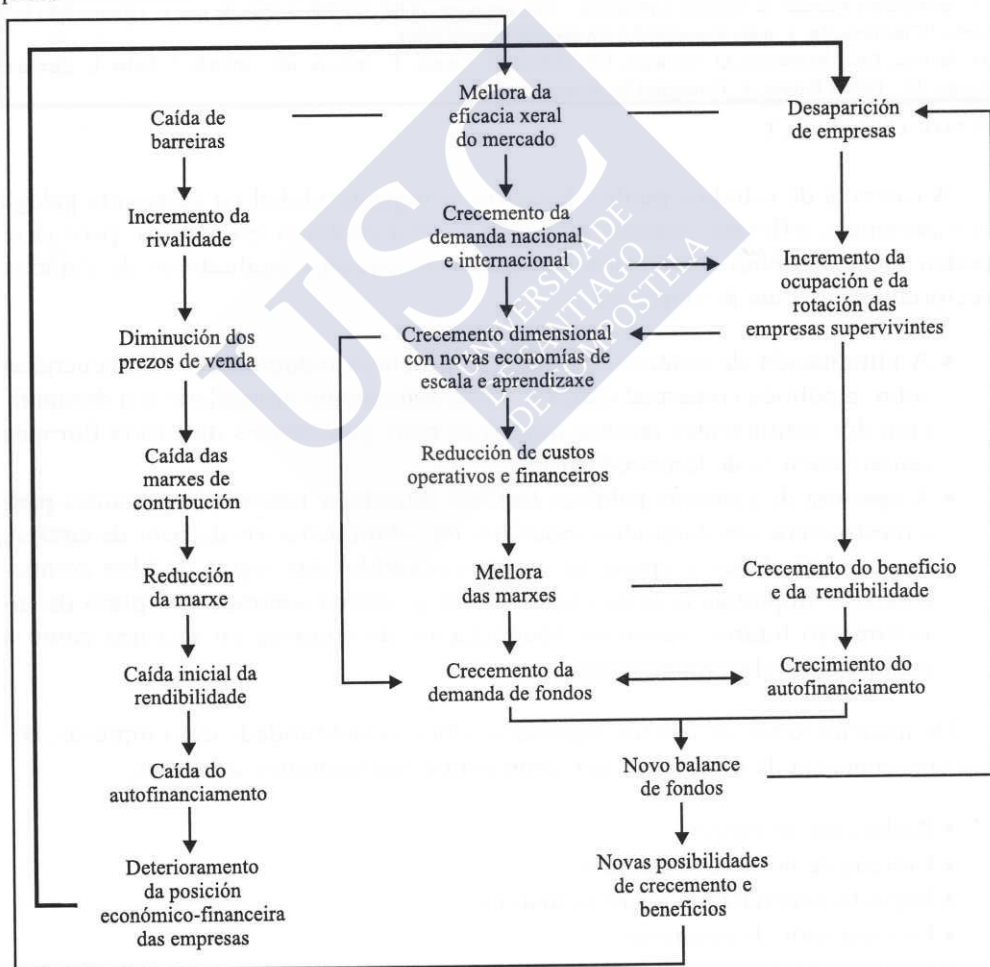 Caída de
barreiras
Incremento da
rivalidade
Diminución dos
prezos de venda
Caída das
marxes de
contribución
Reducción
da marxe
Caída inicial da
rendibilidade
Caída do
autofinanciamento
Deterioramento
da posición
económico-financeira
das empresas
Mellora da
eficacia xeral
do mercado
Crecemento da
demanda nacional
e internacional
Crecemento dimensional
con novas economías de
escala e aprendizaxe
Reducción de custos
operativos e financeiros
Mellora
das marxes
Crecemento da
demanda de fondos
Desaparición
de empresas
Incremento da
ocupación e da
rotación das
empresas supervivintes
Crecemento do beneficio
e da rendibilidade
Crecimiento do
autofinanciamento
Novo balance
de fondos
Novas posibilidades
de crecemento e
beneficios
USC
UNIVERSIDADE
DE SANTIAGO
DE COMPOSTELA